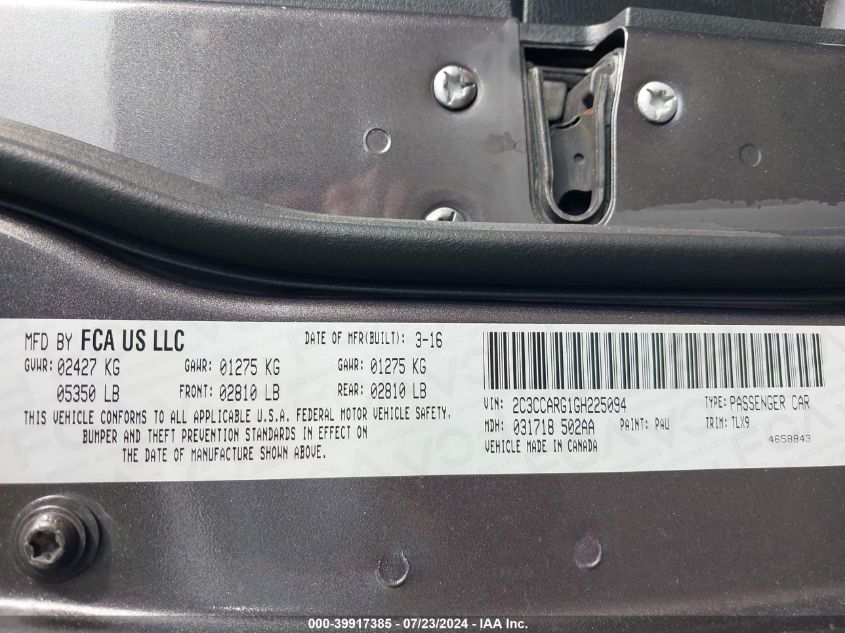 MFD BY FCA US LLC DATE OF MFR(BUILT): 3-16
GVWR: 02427 KG GAWR: 01275 KG GAWR: 01275 KG
05350 LB FRONT: 02810 LB REAR: 02810 LB
THIS VEHICLE CONFORMS TO ALL APPLICABLE U.S.A. FEDERAL MOTOR VEHICLE SAFETY,
BUMPER AND THEFT PREVENTION STANDARDS IN EFFECT ON
THE DATE OF MANUFACTURE SHOWN ABOVE.
VIN: 2C3CCARG1GH225094 TYPE: PASSENGER CAR
MDH: 031718 502AA PAINT: PAU TRIM: TLX9
VEHICLE MADE IN CANADA 4658843
000-39917385 - 07/23/2024 - IAA Inc.